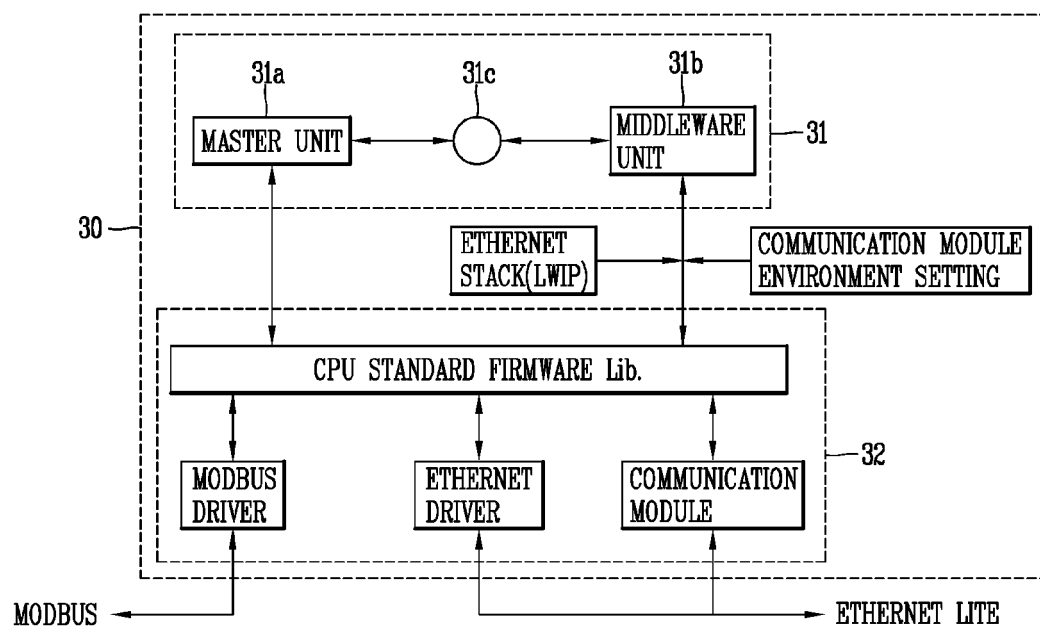 31a
31c
31b
MASTER UNIT
MIDDLEWARE
UNIT
31
30
ETHERNET
STACK(LWIP)
COMMUNICATION MODULE
ENVIRONMENT SETTING
CPU STANDARD FIRMWARE Lib.
32
MODBUS
DRIVER
ETHERNET
DRIVER
COMMUNICATION
MODULE
MODBUS
ETHERNET LITE